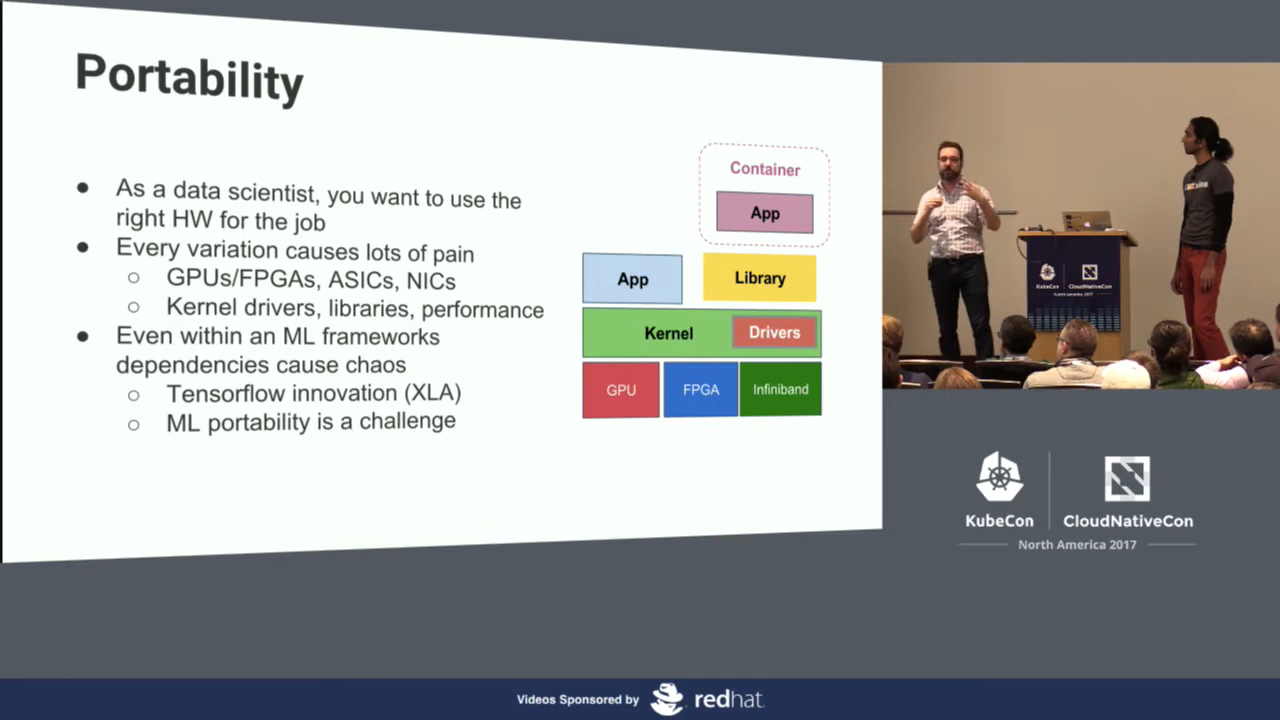 Portability
● As a data scientist, you want to use the
right HW for the job
● Every variation causes lots of pain
○ GPUs/FPGAs, ASICs, NICs
○ Kernel drivers, libraries, performance
● Even within an ML frameworks
dependencies cause chaos
○ Tensorflow innovation (XLA)
○ ML portability is a challenge
Container
App
App
Library
Kernel
Drivers
GPU
FPGA
Infiniband
KubeCon
CloudNativeCon
KubeCon
CloudNativeCon
North America 2017
Videos Sponsored by
redhat